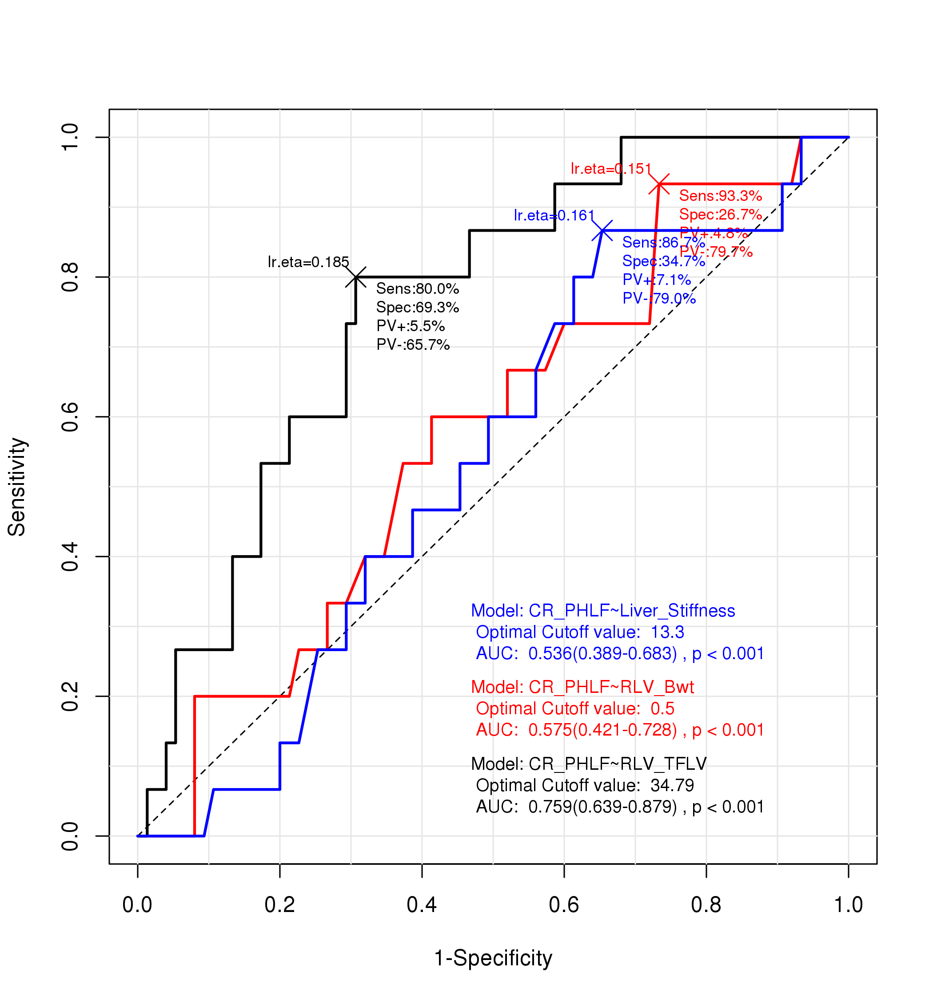 lr.eta=0.151
Sens:93.3%
Spec:26.7%
PV+:4.8%
PV-:79.7%
lr.eta=0.161
Sens:86.7%
Spec:34.7%
PV+:7.1%
PV-:79.0%
lr.eta=0.185
Sens:80.0%
Spec:69.3%
PV+:5.5%
PV-:65.7%
Model: CR_PHLF~Liver_Stiffness
Optimal Cutoff value: 13.3
AUC: 0.536(0.389-0.683) , p < 0.001
Model: CR_PHLF~RLV_Bwt
Optimal Cutoff value: 0.5
AUC: 0.575(0.421-0.728) , p < 0.001
Model: CR_PHLF~RLV_TFLV
Optimal Cutoff value: 34.79
AUC: 0.759(0.639-0.879) , p < 0.001
Sensitivity
1.0
0.8
0.6
0.4
0.2
0.0
0.0 0.2 0.4 0.6 0.8 1.0
1-Specificity